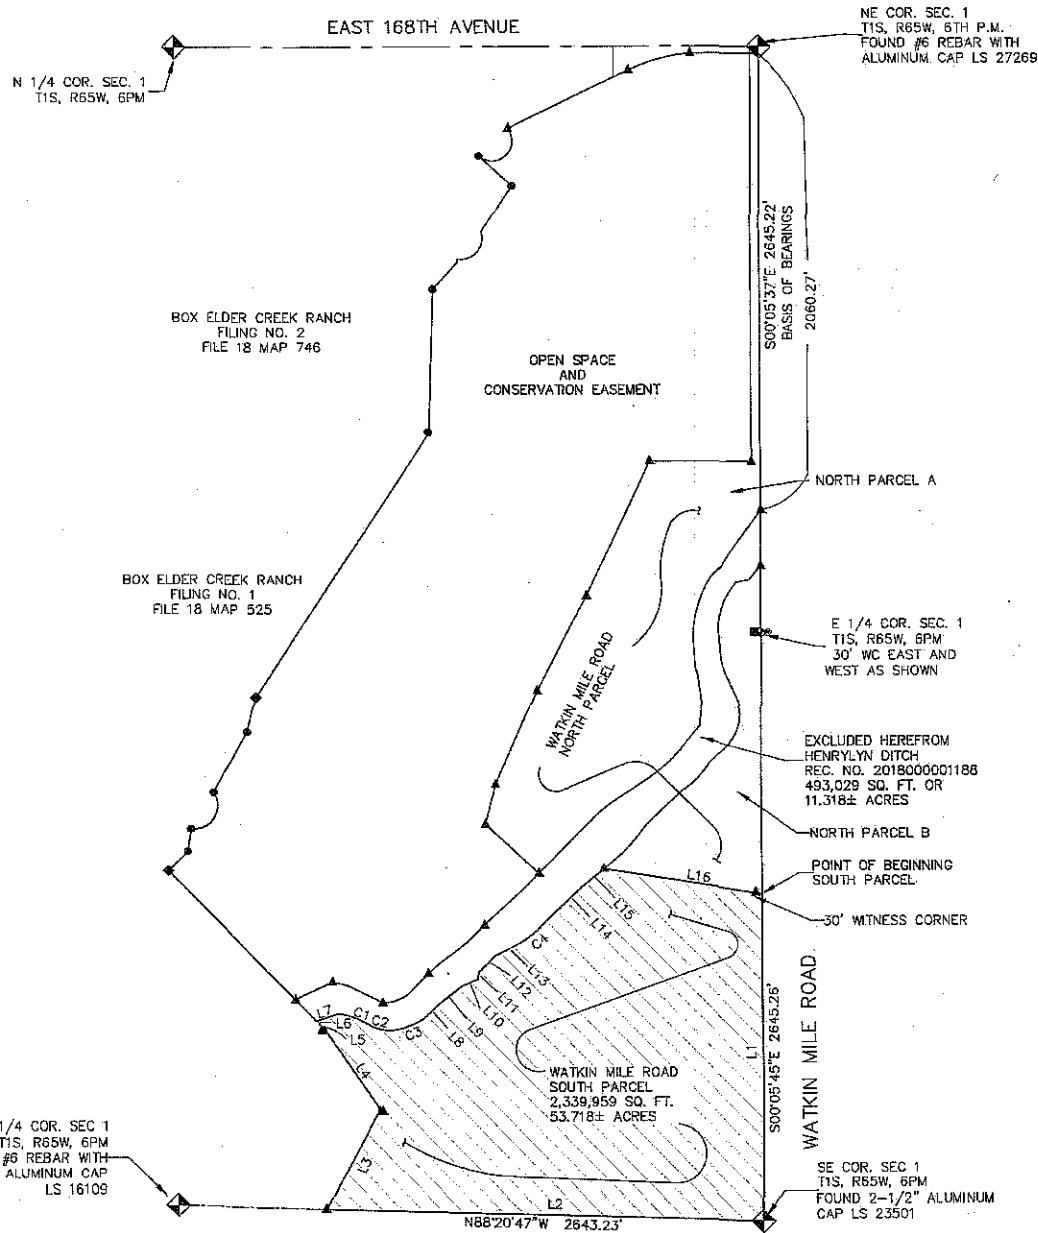 EAST 168TH AVENUE
NE COR. SEC. 1
T1S, R65W, 6TH P.M.
FOUND #6 REBAR WITH
ALUMINUM CAP LS 27269
N 1/4 COR. SEC. 1
T1S, R65W, 6PM
S00°05'37"E 2645.22'
BASIS OF BEARINGS
2060.27'
BOX ELDER CREEK RANCH
FILING NO. 2
FILE 18 MAP 746
OPEN SPACE
AND
CONSERVATION EASEMENT
NORTH PARCEL A
BOX ELDER CREEK RANCH
FILING NO. 1
FILE 18 MAP 525
E 1/4 COR. SEC. 1
T1S, R65W, 6PM
30' WC EAST AND
WEST AS SHOWN
WATKIN MILE ROAD
NORTH PARCEL
EXCLUDED HEREFROM
HENRYLYN DITCH
REC. NO. 2018000001188
493,029 SQ. FT. OR
11.318± ACRES
NORTH PARCEL B
POINT OF BEGINNING
SOUTH PARCEL
L16
30' WITNESS CORNER
L15
L14
C4
L13
L12
L11
L10
L9
L8
C3
C2
C1
L7
L6
L5
L4
L3
L2
L1
S00°05'45"E 2645.26'
WATKIN MILE ROAD
WATKIN MILE ROAD
SOUTH PARCEL
2,339,959 SQ. FT.
53.718± ACRES
1/4 COR. SEC 1
T1S, R65W, 6PM
#6 REBAR WITH
ALUMINUM CAP
LS 16109
N88°20'47"W 2643.23'
SE COR. SEC 1
T1S, R65W, 6PM
FOUND 2-1/2" ALUMINUM
CAP LS 23501